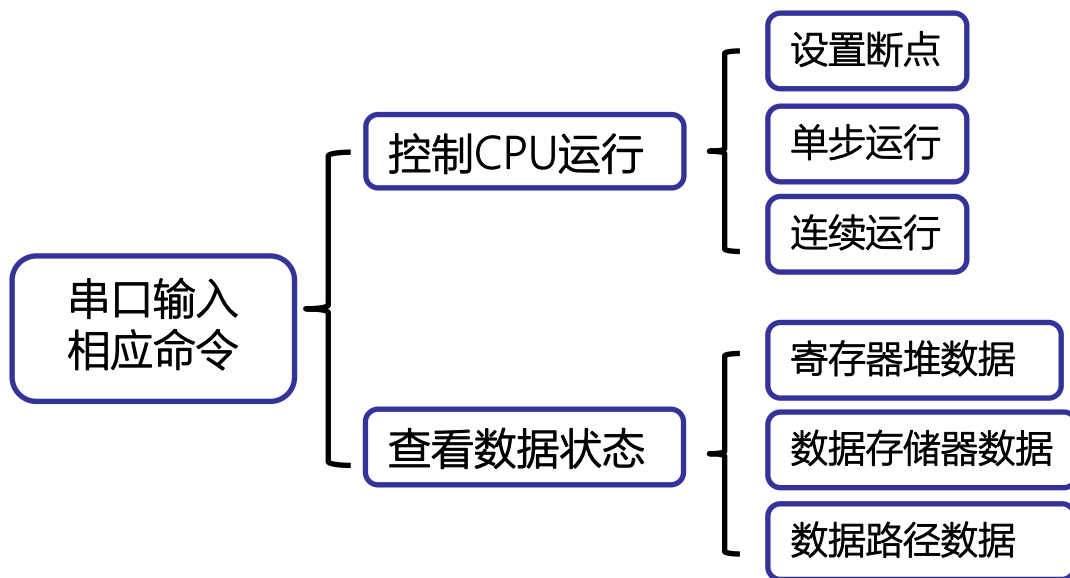 串口输入
相应命令
控制CPU运行
设置断点
单步运行
连续运行
查看数据状态
寄存器堆数据
数据存储器数据
数据路径数据